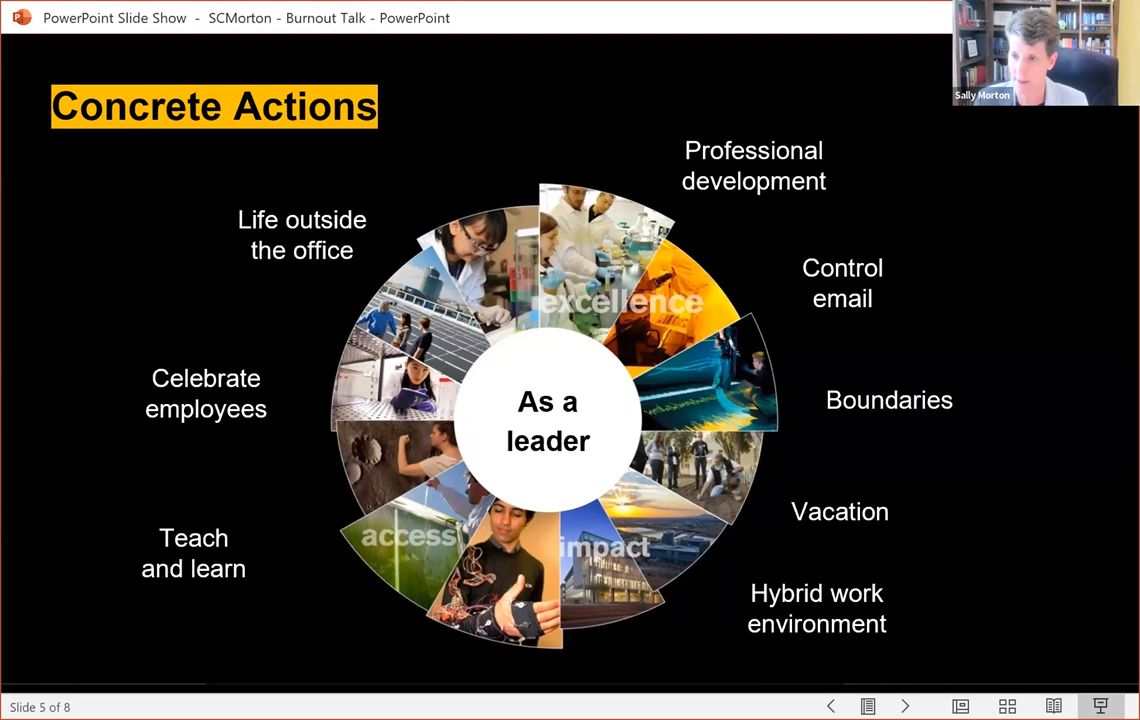 PowerPoint Slide Show - SCMorton - Burnout Talk - PowerPoint
Sally Morton
Concrete Actions
Professional
development
Life outside
the office
Control
email
excellence
Celebrate
employees
As a
leader
Boundaries
Vacation
access
impact
Teach
and learn
Hybrid work
environment
Slide 5 of 8